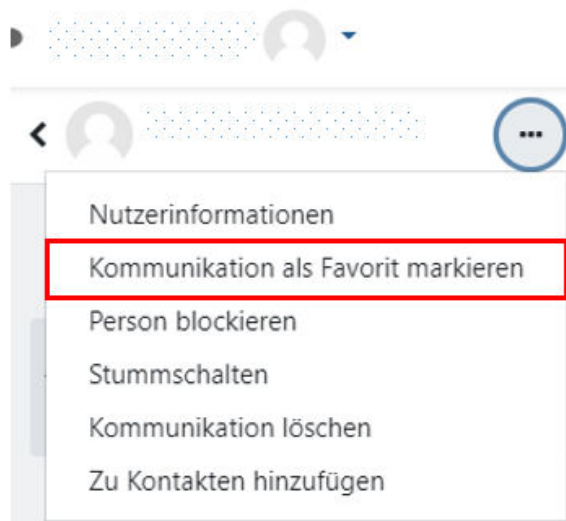 Nutzerinformationen
Kommunikation als Favorit markieren
Person blockieren
Stummschalten
Kommunikation löschen
Zu Kontakten hinzufügen